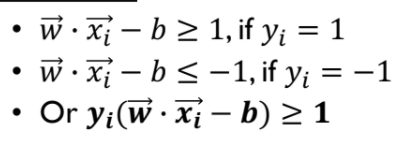 • w⃗ · x⃗ᵢ − b ≥ 1, if yᵢ = 1
• w⃗ · x⃗ᵢ − b ≤ −1, if yᵢ = −1
• Or yᵢ(w⃗ · x⃗ᵢ − b) ≥ 1